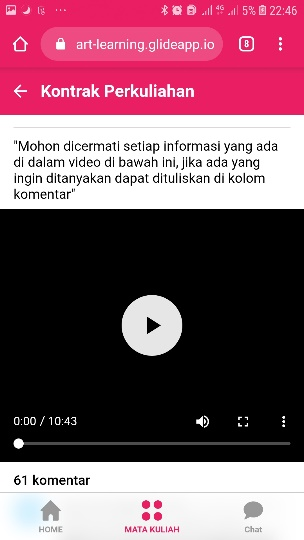 4G 5% 22:46
art-learning.glideapp.io 8
Kontrak Perkuliahan
"Mohon dicermati setiap informasi yang ada
di dalam video di bawah ini, jika ada yang
ingin ditanyakan dapat dituliskan di kolom
komentar"
0:00 / 10:43
61 komentar
HOME MATA KULIAH Chat